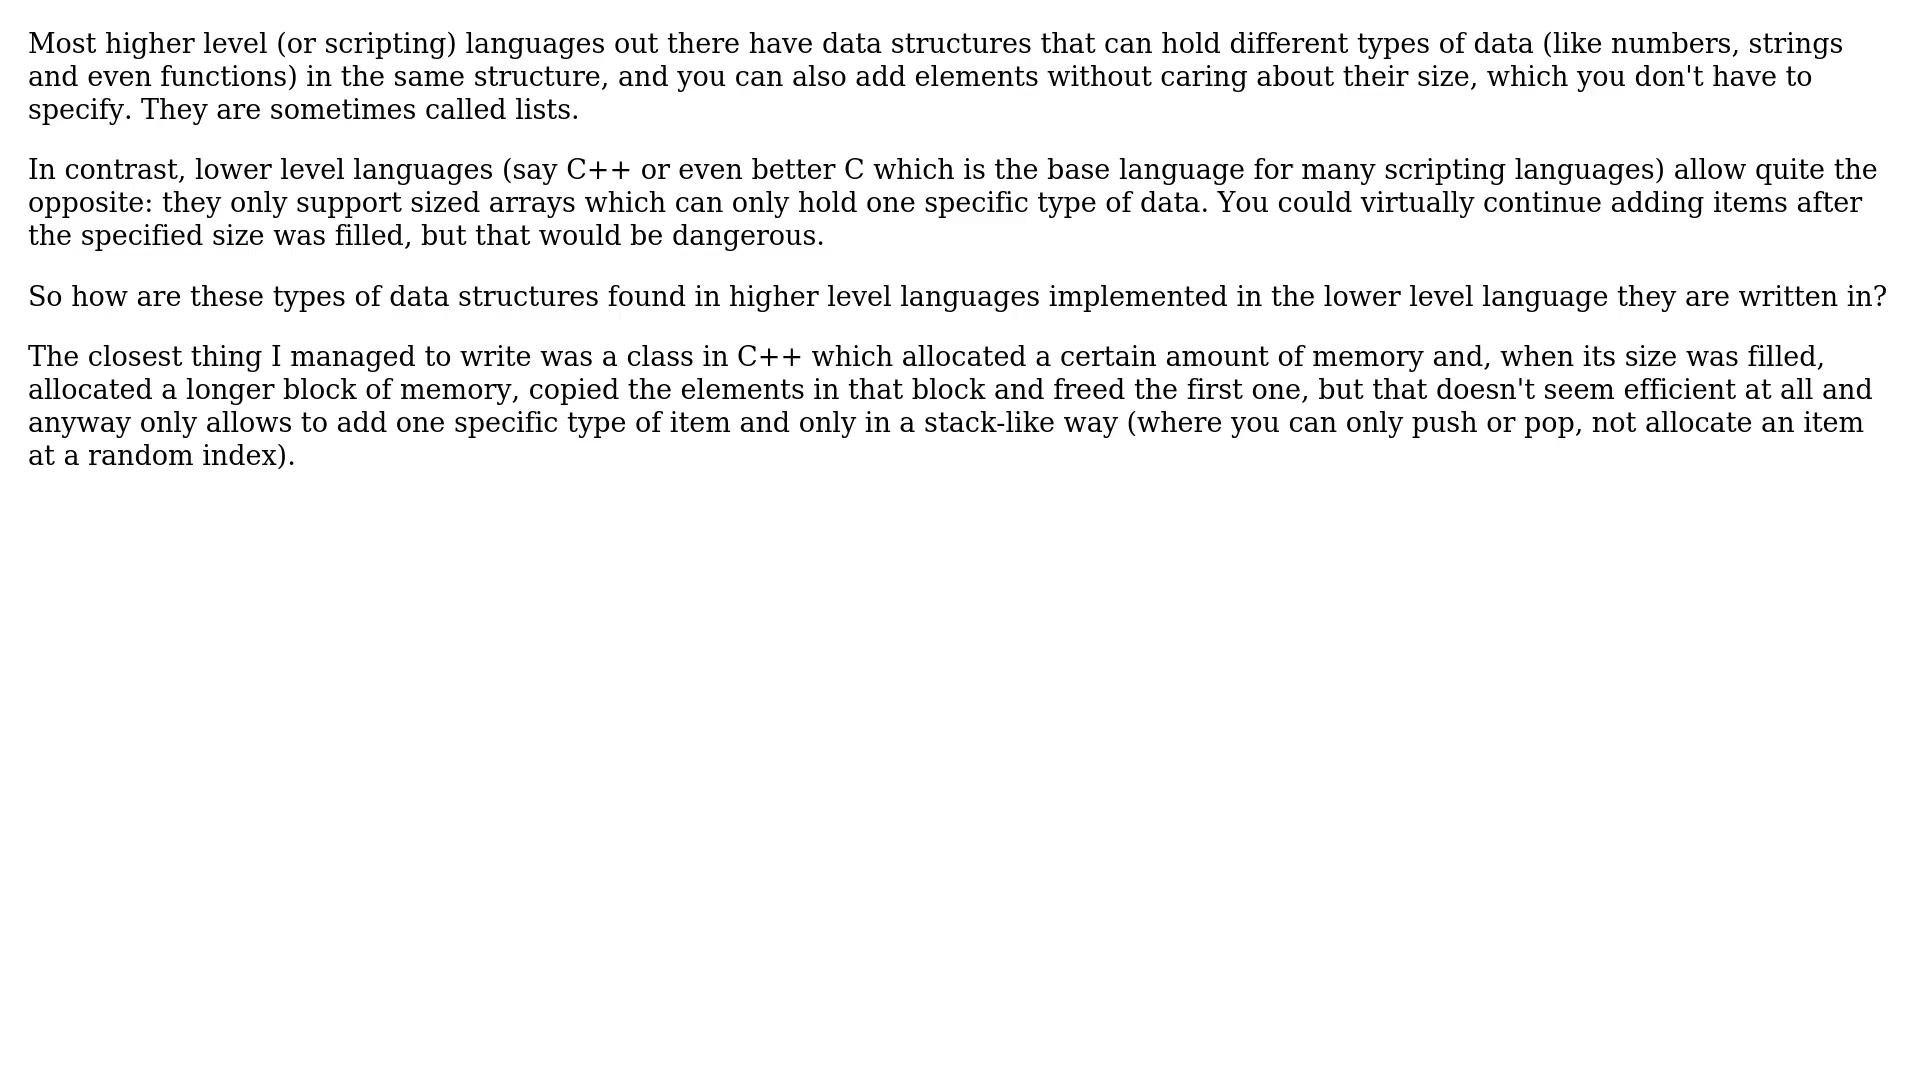 Most higher level (or scripting) languages out there have data structures that can hold different types of data (like numbers, strings
and even functions) in the same structure, and you can also add elements without caring about their size, which you don't have to
specify. They are sometimes called lists.
In contrast, lower level languages (say C++ or even better C which is the base language for many scripting languages) allow quite the
opposite: they only support sized arrays which can only hold one specific type of data. You could virtually continue adding items after
the specified size was filled, but that would be dangerous.
So how are these types of data structures found in higher level languages implemented in the lower level language they are written in?
The closest thing I managed to write was a class in C++ which allocated a certain amount of memory and, when its size was filled,
allocated a longer block of memory, copied the elements in that block and freed the first one, but that doesn't seem efficient at all and
anyway only allows to add one specific type of item and only in a stack-like way (where you can only push or pop, not allocate an item
at a random index).